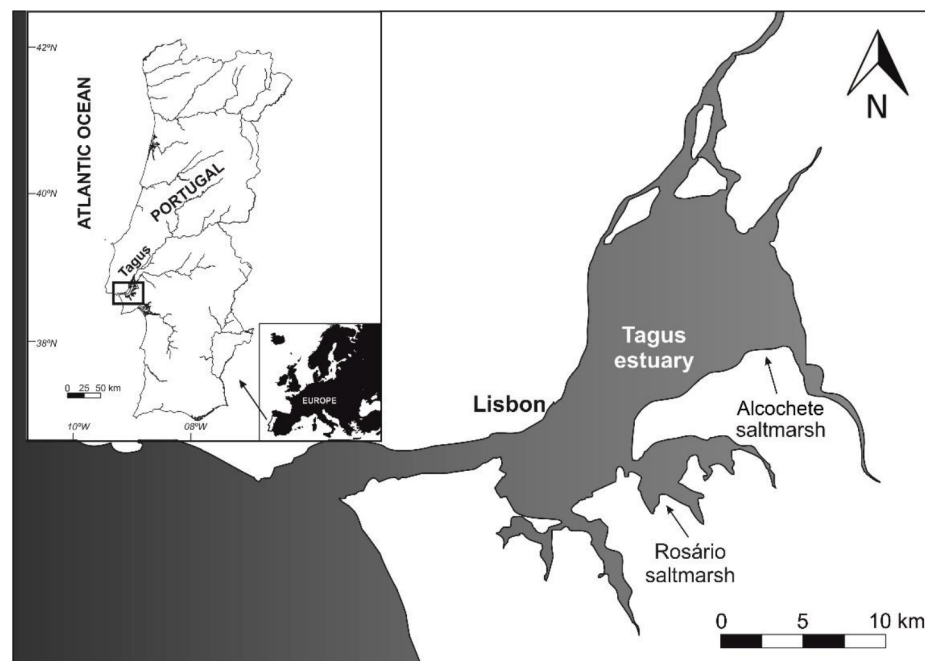 42ºN
ATLANTIC OCEAN
40ºN
PORTUGAL
Tagus
38ºN
0 25 50 km
EUROPE
10ºW
08ºW
N
Tagus
estuary
Lisbon
Alcochete
saltmarsh
Rosário
saltmarsh
0 5 10 km